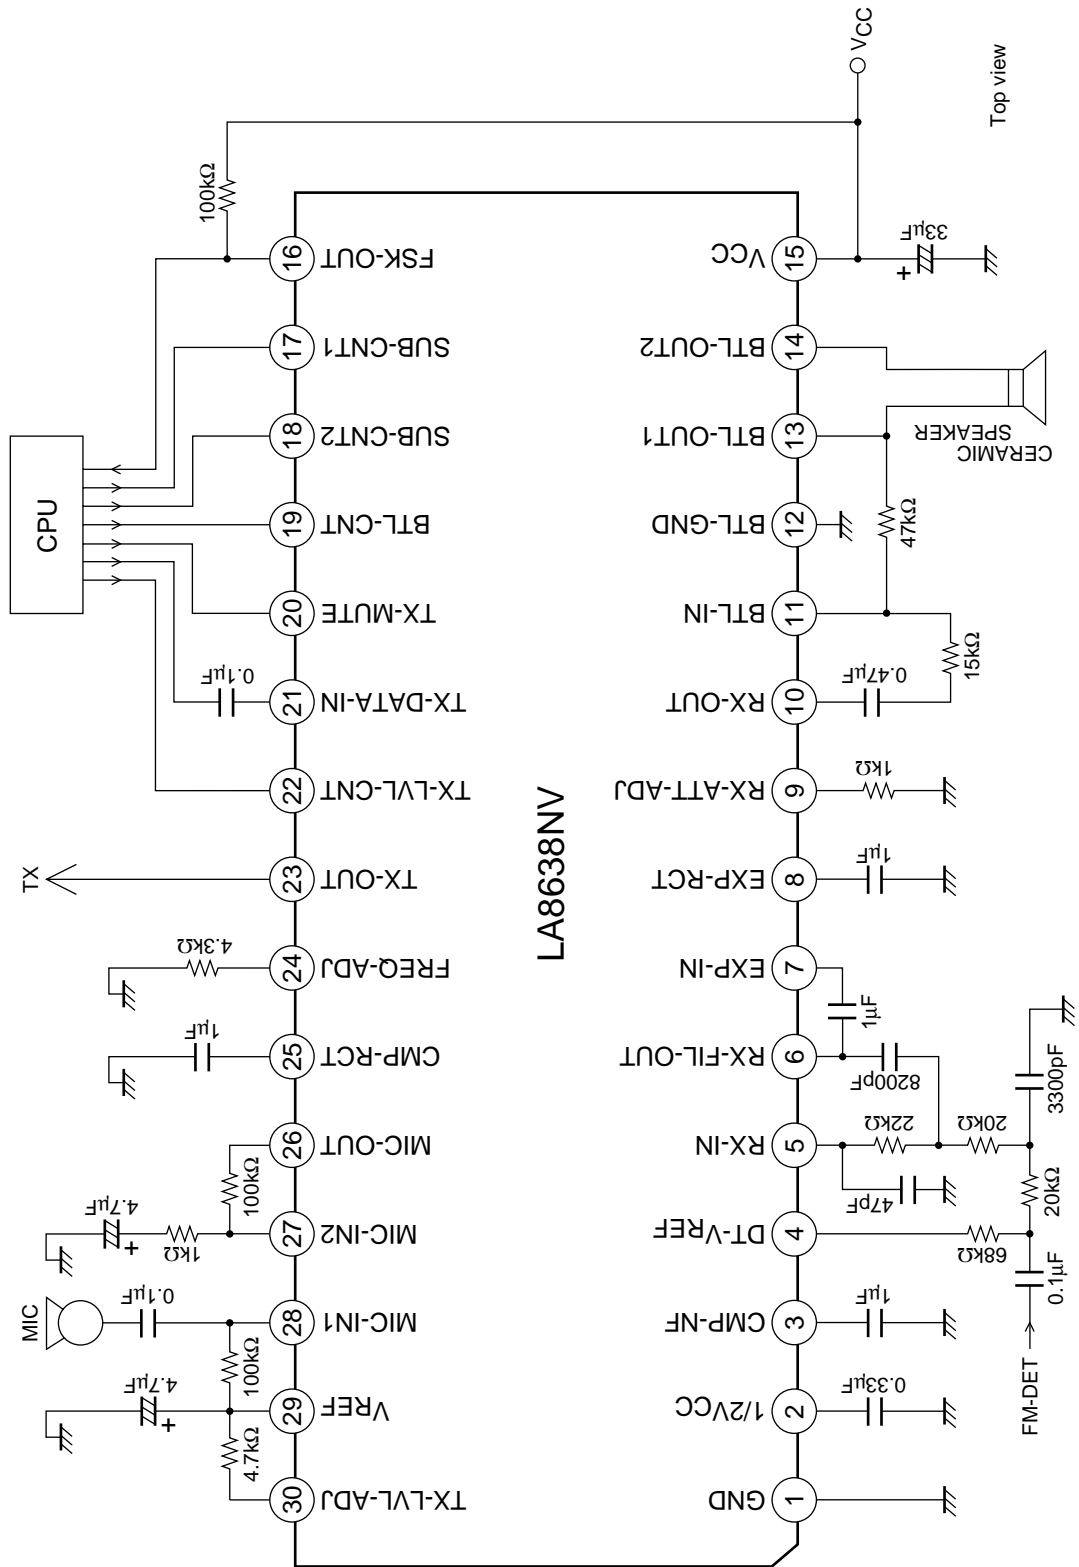 CPU
100kΩ
VCC
Top view
16
FSK-OUT
17
SUB-CNT1
18
SUB-CNT2
19
BTL-CNT
20
TX-MUTE
0.1µF
21
TX-DATA-IN
22
TX-LVL-CNT
TX
23
TX-OUT
4.3kΩ
24
FREQ-ADJ
1µF
25
CMP-RCT
26
MIC-OUT
100kΩ
4.7µF
+
1kΩ
27
MIC-IN2
MIC
0.1µF
28
MIC-IN1
100kΩ
4.7µF
+
29
VREF
4.7kΩ
30
TX-LVL-ADJ
LA8638NV
VCC
15
33µF
+
BTL-OUT2
14
BTL-OUT1
13
CERAMIC
SPEAKER
BTL-GND
12
47kΩ
BTL-IN
11
15kΩ
RX-OUT
10
0.47µF
RX-ATT-ADJ
9
1kΩ
EXP-RCT
8
1µF
EXP-IN
7
1µF
RX-FIL-OUT
6
8200pF
3300pF
RX-IN
5
22kΩ
20kΩ
47pF
20kΩ
DT-VREF
4
68kΩ
0.1µF
CMP-NF
3
1µF
FM-DET
1/2VCC
2
0.33µF
GND
1